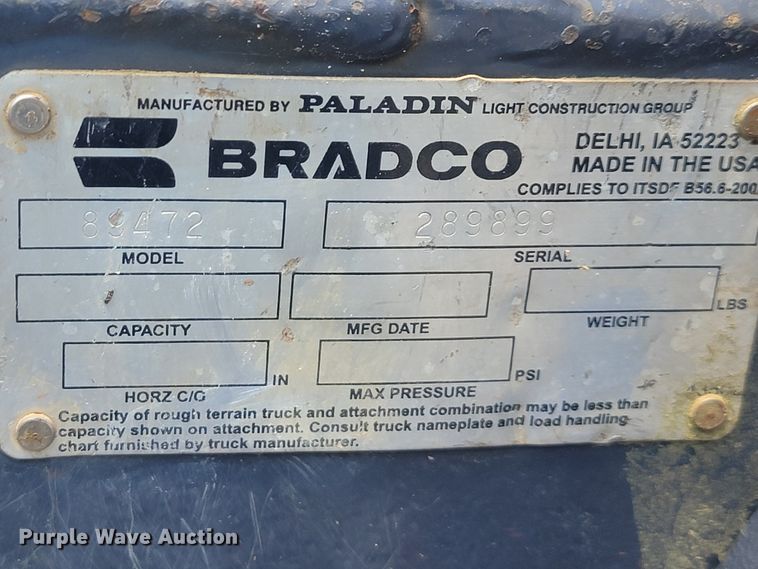 MANUFACTURED BY PALADIN LIGHT CONSTRUCTION GROUP
BRADCO
DELHI, IA 52223
MADE IN THE USA
COMPLIES TO ITSDF B56.6-200
89472
289899
MODEL
SERIAL
CAPACITY
MFG DATE
WEIGHT
LBS
HORZ C/G
IN
MAX PRESSURE
PSI
Capacity of rough terrain truck and attachment combination may be less than
capacity shown on attachment. Consult truck nameplate and load handling
chart furnished by truck manufacturer.
Purple Wave Auction